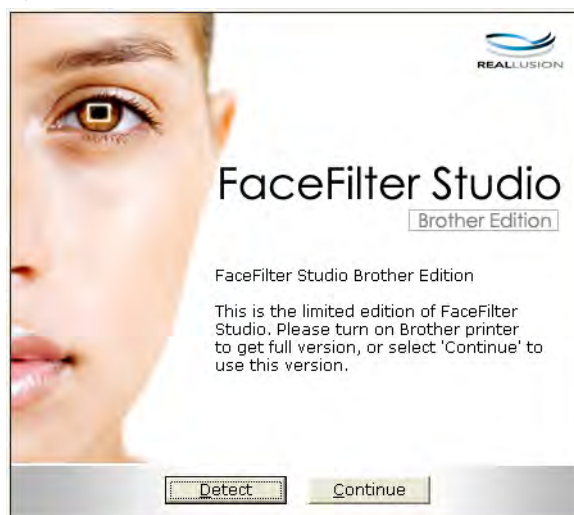 REALLUSION
FaceFilter Studio
Brother Edition
FaceFilter Studio Brother Edition
This is the limited edition of FaceFilter
Studio. Please turn on Brother printer
to get full version, or select 'Continue' to
use this version.
Detect
Continue